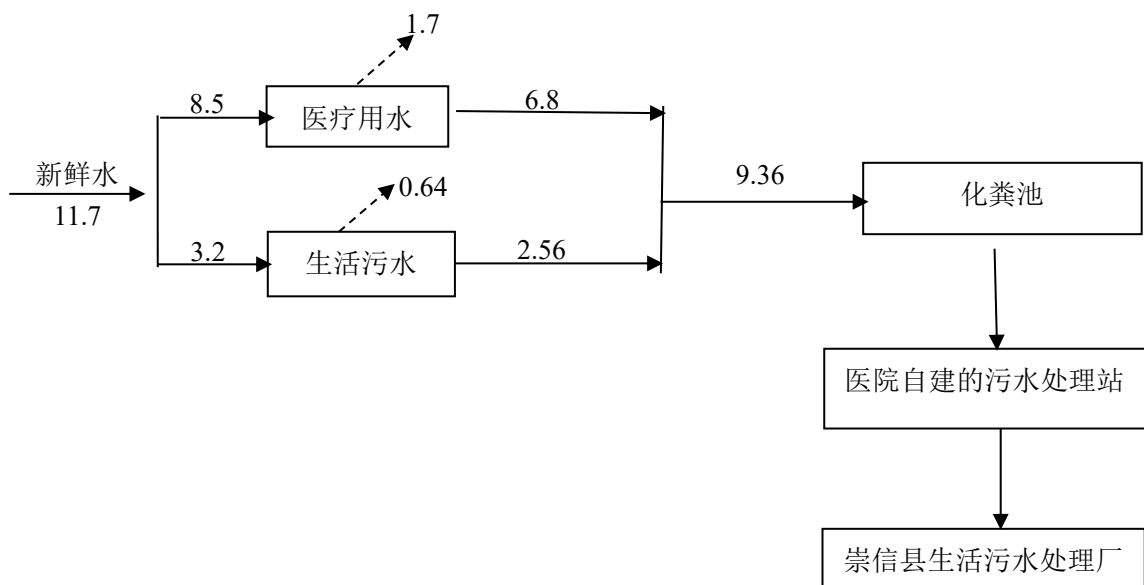 1.7
8.5
医疗用水
6.8
新鲜水
11.7
0.64
9.36
化粪池
3.2
生活污水
2.56
医院自建的污水处理站
崇信县生活污水处理厂